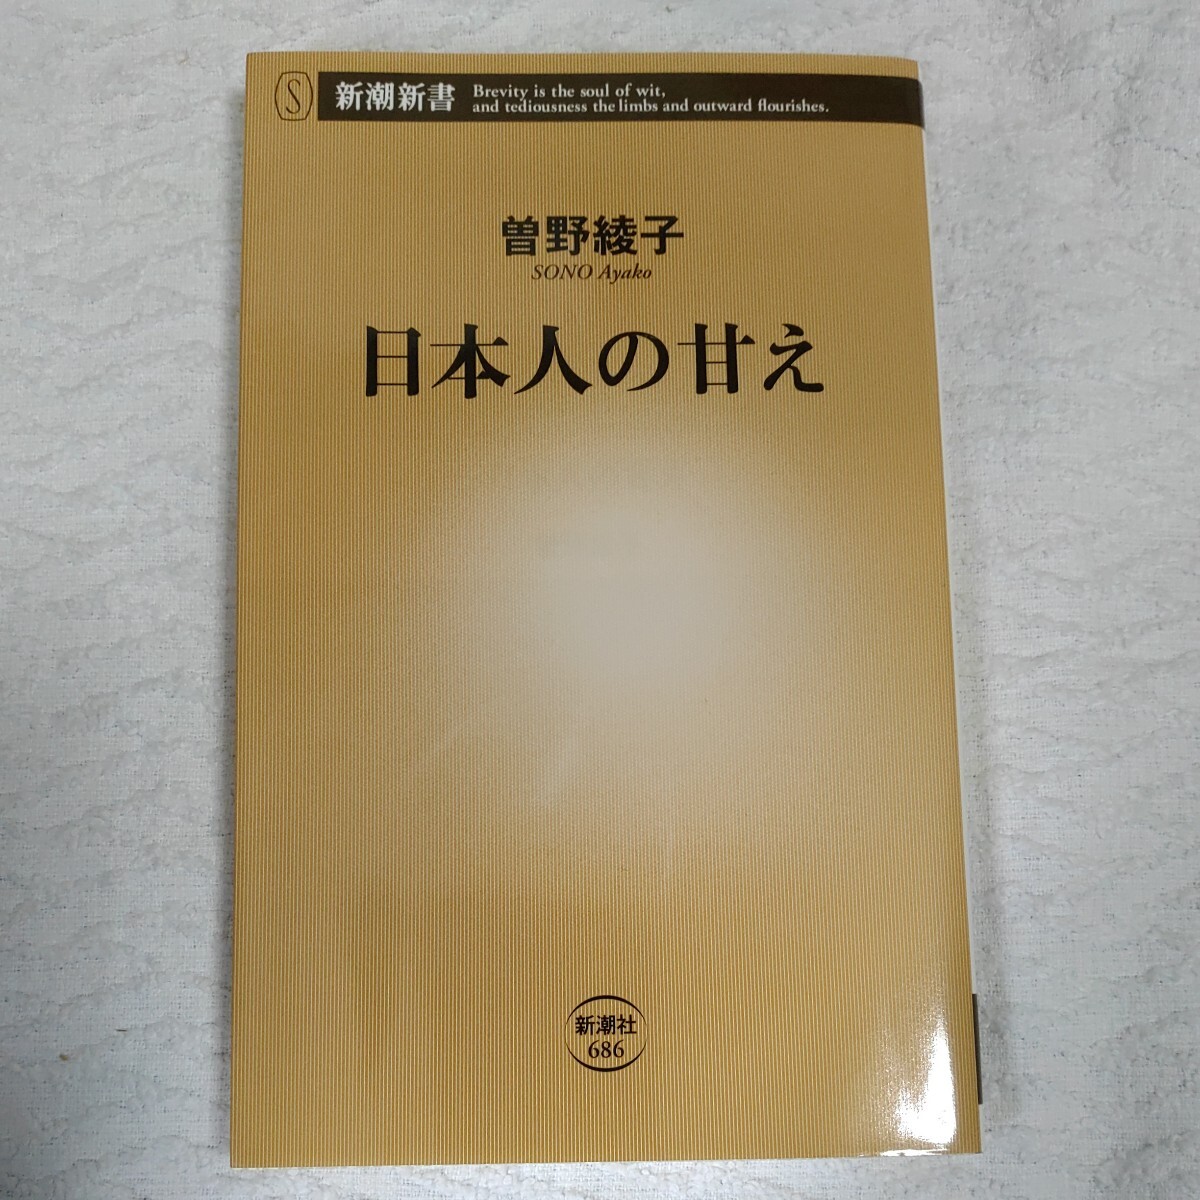 S
新潮新書
Brevity is the soul of wit,
and tediousness the limbs and outward flourishes.
曽野綾子
SONO Ayako
日本人の甘え
新潮社
686